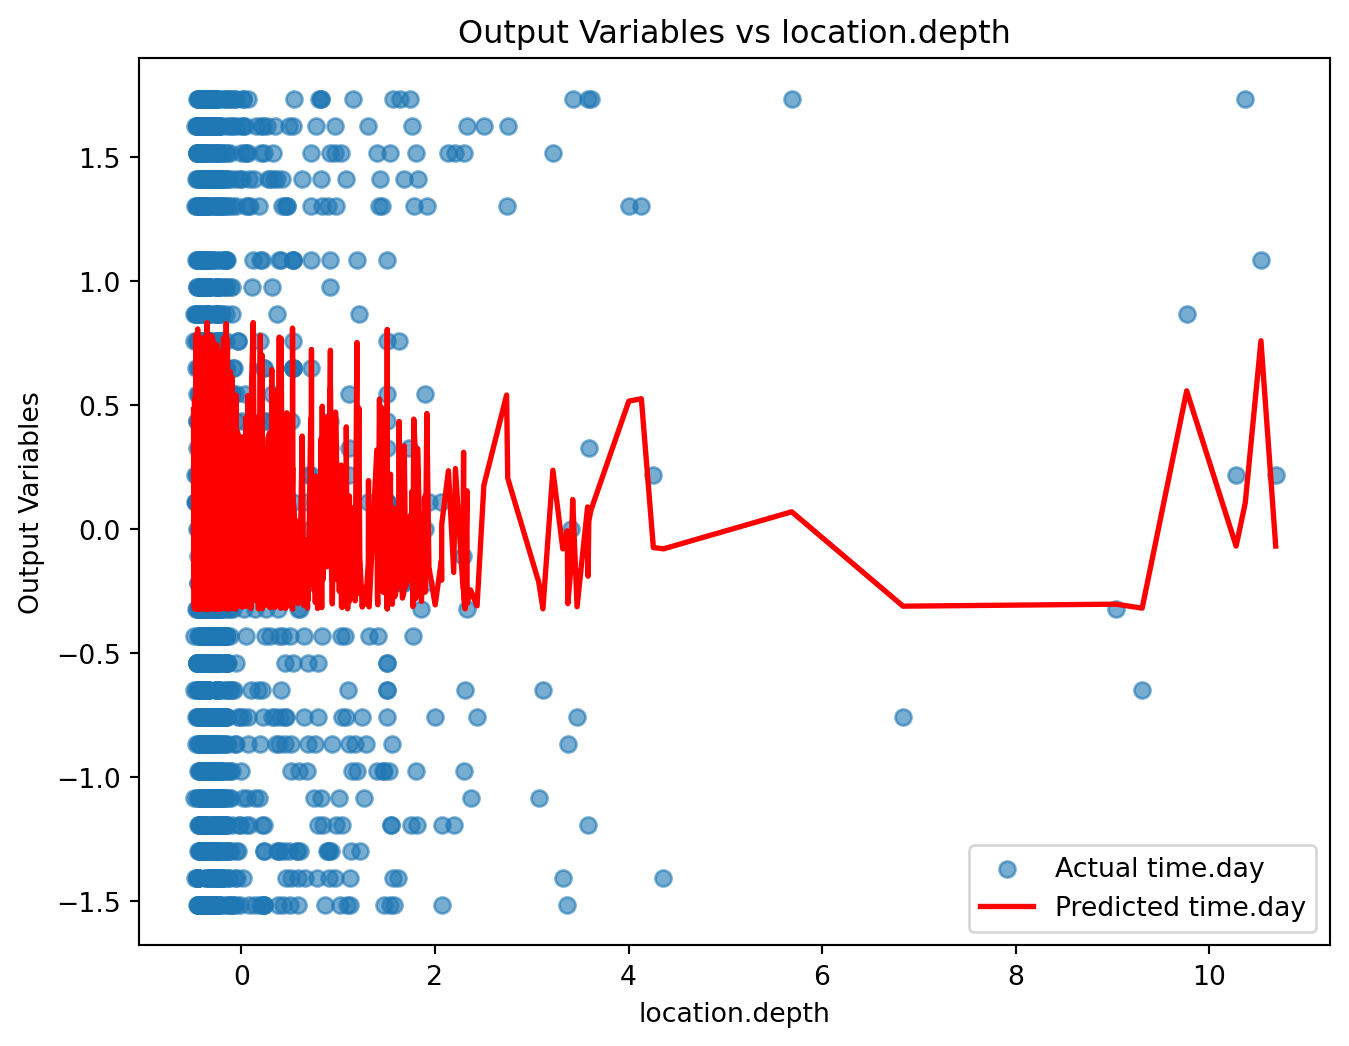 Output Variables vs location.depth
Output Variables
1.5
1.0
0.5
0.0
−0.5
−1.0
−1.5
Actual time.day
Predicted time.day
0 2 4 6 8 10
location.depth